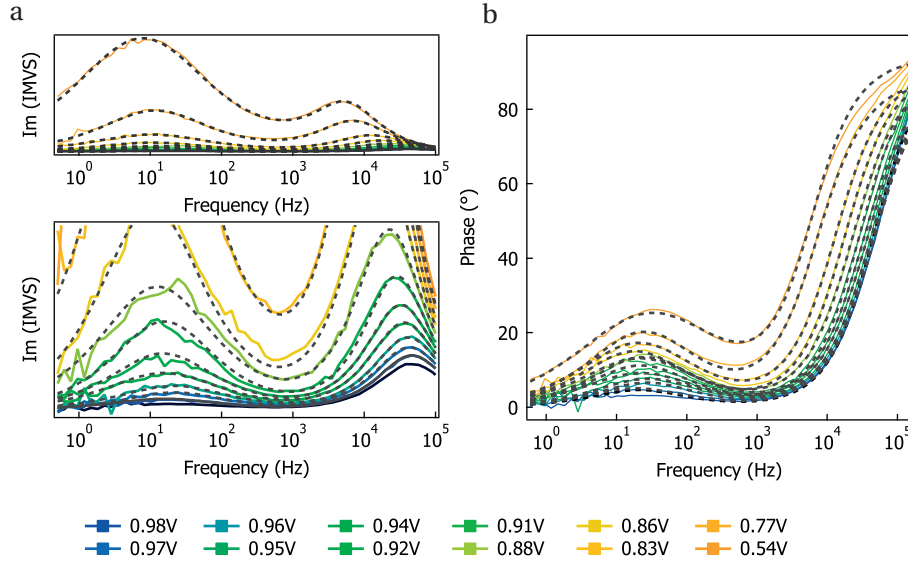 a
b
Im (IMVS)
10^0 10^1 10^2 10^3 10^4 10^5
Frequency (Hz)
Im (IMVS)
10^0 10^1 10^2 10^3 10^4 10^5
Frequency (Hz)
Phase (°)
80
60
40
20
0
10^0 10^1 10^2 10^3 10^4 10^5
Frequency (Hz)
0.98V 0.96V 0.94V 0.91V 0.86V 0.77V
0.97V 0.95V 0.92V 0.88V 0.83V 0.54V